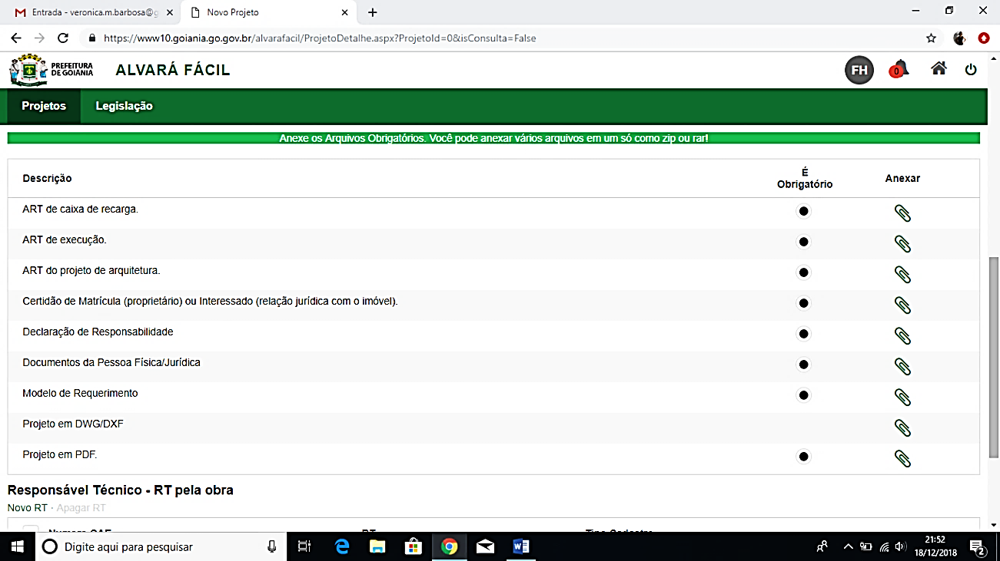 Entrada - veronica.m.barbosa@g
Novo Projeto
https://www10.goiania.go.gov.br/alvarafacil/ProjetoDetalhe.aspx?ProjetoId=0&isConsulta=False
PREFEITURA
DE GOIÂNIA
ALVARÁ FÁCIL
FH
0
Projetos
Legislação
Anexe os Arquivos Obrigatórios. Você pode anexar vários arquivos em um só como zip ou rar!
Descrição
É
Obrigatório
Anexar
ART de caixa de recarga.
ART de execução.
ART do projeto de arquitetura.
Certidão de Matrícula (proprietário) ou Interessado (relação jurídica com o imóvel).
Declaração de Responsabilidade
Documentos da Pessoa Física/Jurídica
Modelo de Requerimento
Projeto em DWG/DXF
Projeto em PDF.
Responsável Técnico - RT pela obra
Novo RT - Apagar RT
Digite aqui para pesquisar
21:52
18/12/2018
2